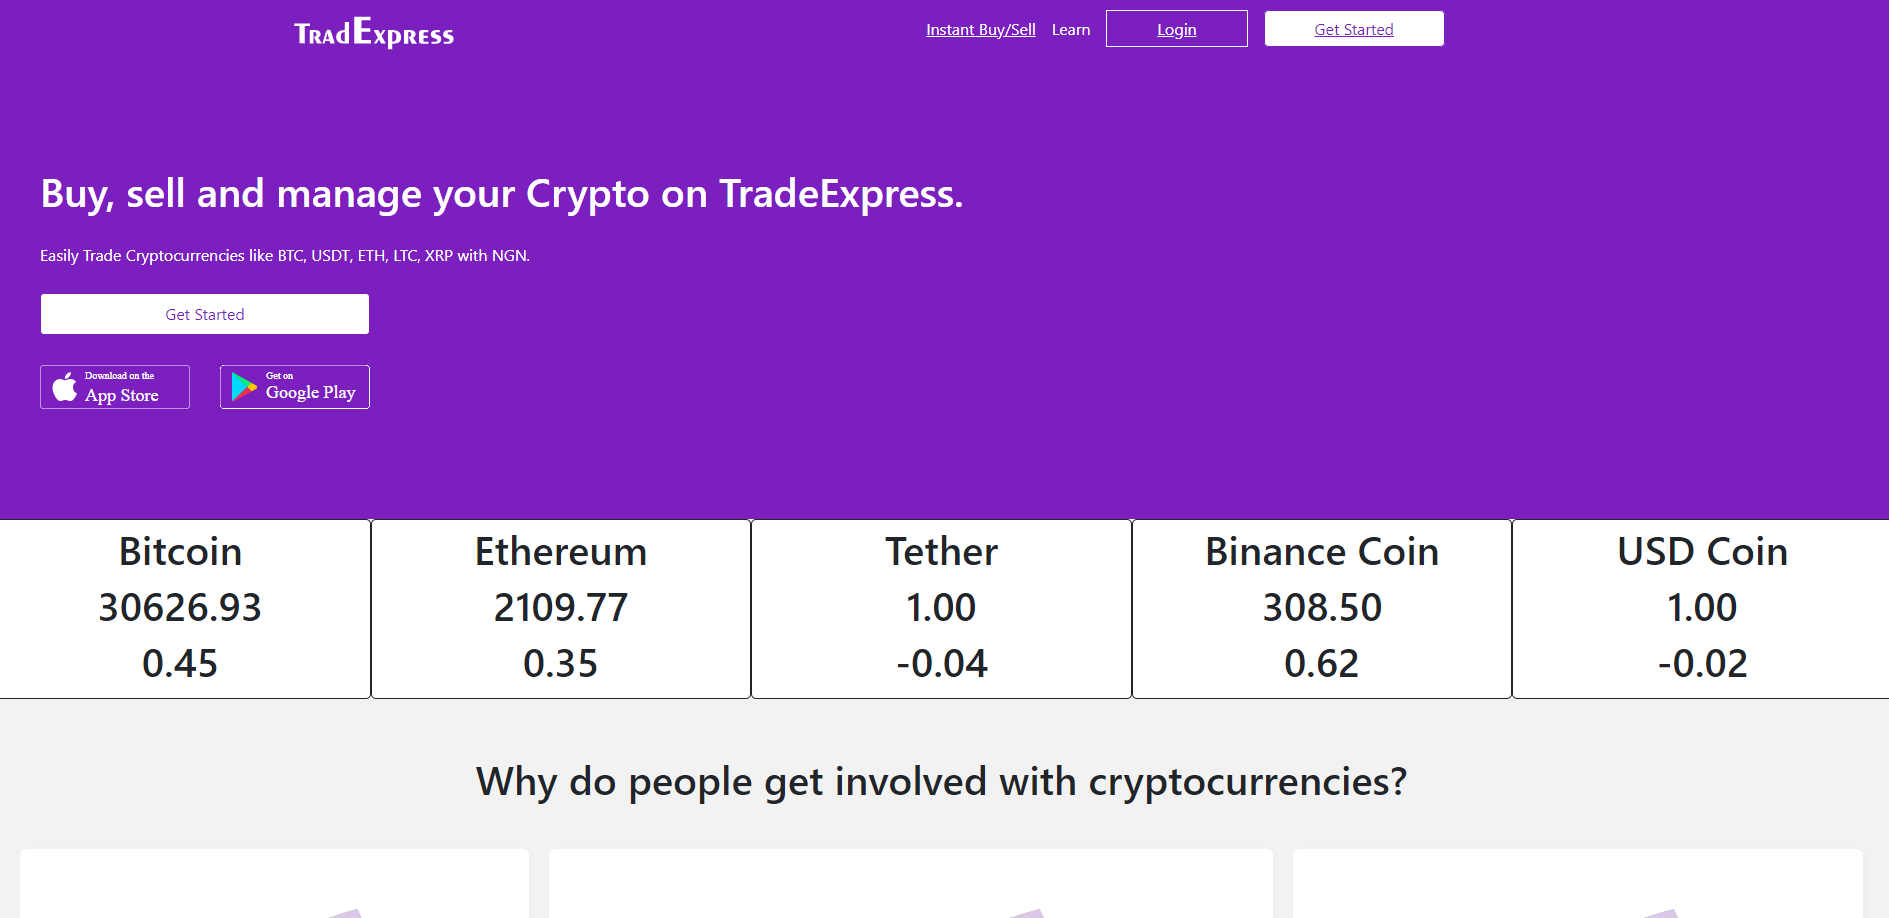 TRADEXPRESS
Instant Buy/Sell Learn Login Get Started
Buy, sell and manage your Crypto on TradeExpress.
Easily Trade Cryptocurrencies like BTC, USDT, ETH, LTC, XRP with NGN.
Get Started
Download on the
App Store
Get on
Google Play
Bitcoin
30626.93
0.45
Ethereum
2109.77
0.35
Tether
1.00
-0.04
Binance Coin
308.50
0.62
USD Coin
1.00
-0.02
Why do people get involved with cryptocurrencies?